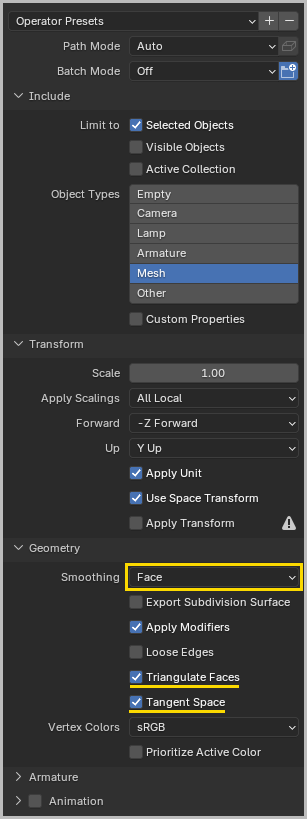 Operator Presets
Path Mode Auto
Batch Mode Off
Include
Limit to Selected Objects
Visible Objects
Active Collection
Object Types Empty
Camera
Lamp
Armature
Mesh
Other
Custom Properties
Transform
Scale 1.00
Apply Scalings All Local
Forward -Z Forward
Up Y Up
Apply Unit
Use Space Transform
Apply Transform
Geometry
Smoothing Face
Export Subdivision Surface
Apply Modifiers
Loose Edges
Triangulate Faces
Tangent Space
Vertex Colors sRGB
Prioritize Active Color
Armature
Animation